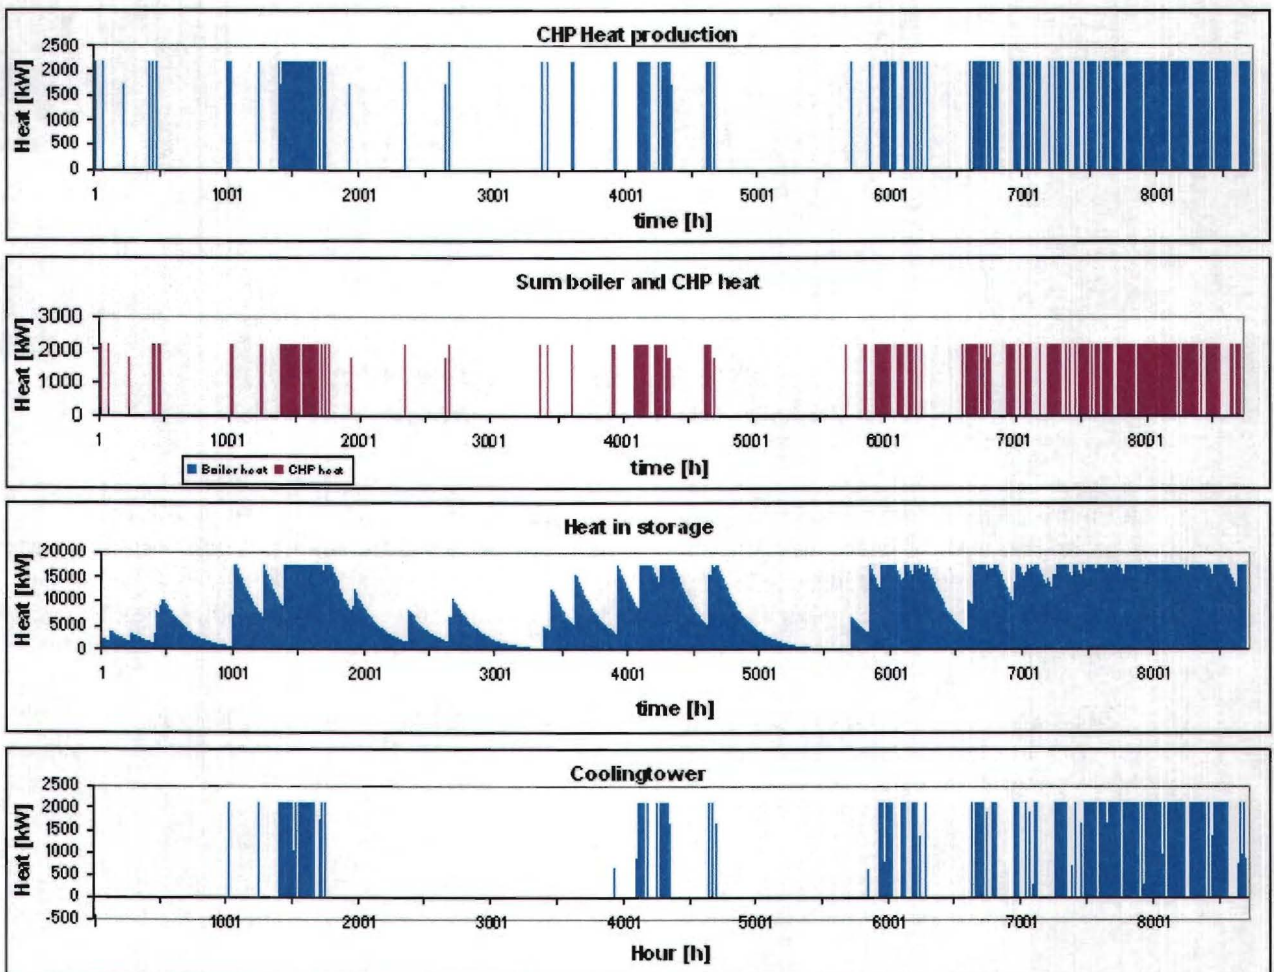 CHP Heat production
Heat [kW]
2500
2000
1500
1000
500
0
1 1001 2001 3001 4001 5001 6001 7001 8001
time [h]
Sum boiler and CHP heat
Heat [kW]
3000
2000
1000
0
1 1001 2001 3001 4001 5001 6001 7001 8001
time [h]
Boiler heat CHP heat
Heat in storage
Heat [kW]
20000
15000
10000
5000
0
1 1001 2001 3001 4001 5001 6001 7001 8001
time [h]
Coolingtower
Heat [kW]
2500
2000
1500
1000
500
0
-500
1 1001 2001 3001 4001 5001 6001 7001 8001
Hour [h]